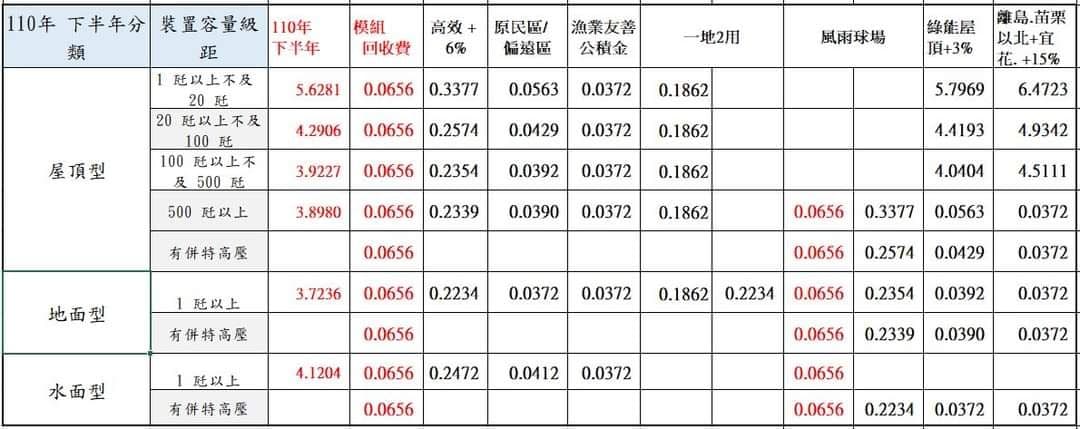 110年 下半年分類 裝置容量級距 110年下半年 模組回收費 高效 + 6% 原民區/偏遠區 漁業友善公積金 一地2用 風雨球場 綠能屋頂+3% 離島.苗栗以北+宜花. +15%
屋頂型
1 瓩以上不及 20 瓩 5.6281 0.0656 0.3377 0.0563 0.0372 0.1862 5.7969 6.4723
20 瓩以上不及 100 瓩 4.2906 0.0656 0.2574 0.0429 0.0372 0.1862 4.4193 4.9342
100 瓩以上不及 500 瓩 3.9227 0.0656 0.2354 0.0392 0.0372 0.1862 4.0404 4.5111
500 瓩以上 3.8980 0.0656 0.2339 0.0390 0.0372 0.1862 0.0656 0.3377 0.0563 0.0372
有併特高壓 0.0656 0.0656 0.2574 0.0429 0.0372
地面型
1 瓩以上 3.7236 0.0656 0.2234 0.0372 0.0372 0.1862 0.2234 0.0656 0.2354 0.0392 0.0372
有併特高壓 0.0656 0.0656 0.2339 0.0390 0.0372
水面型
1 瓩以上 4.1204 0.0656 0.2472 0.0412 0.0372 0.0656
有併特高壓 0.0656 0.0656 0.2234 0.0372 0.0372